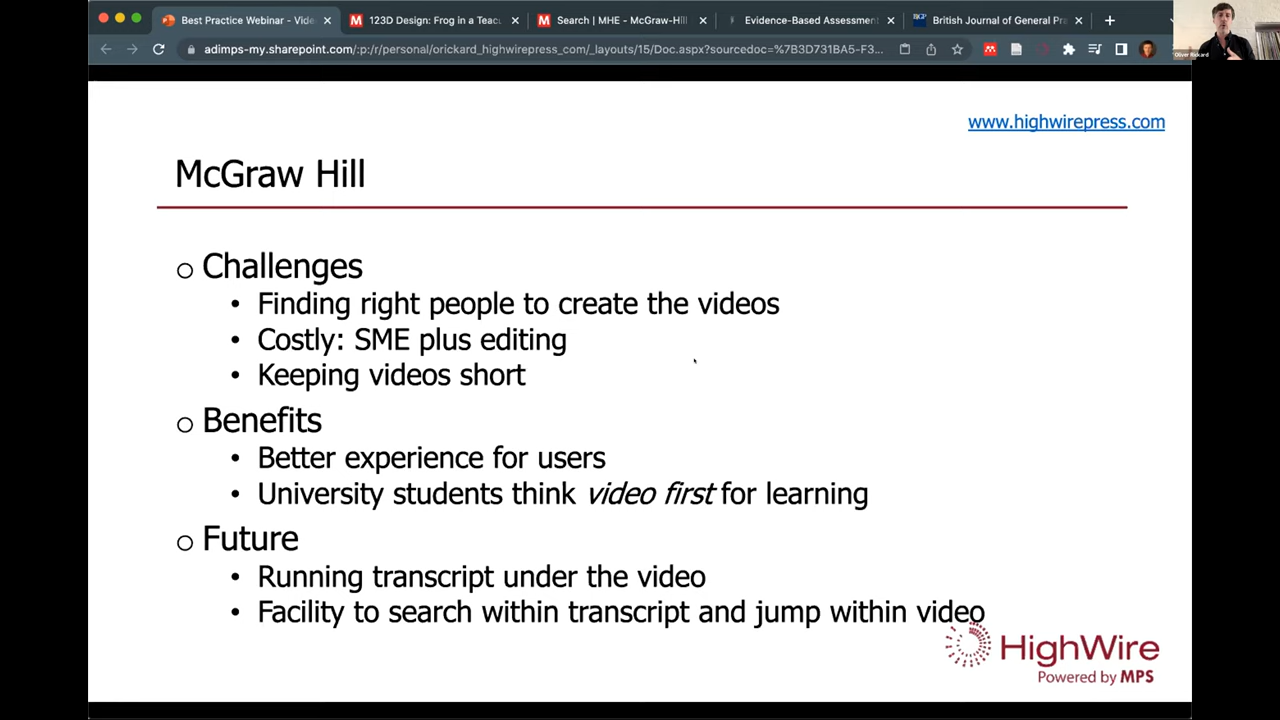 Best Practice Webinar - Vide
123D Design: Frog in a Teacu
Search | MHE - McGraw-Hill
Evidence-Based Assessment
British Journal of General Pra
adimps-my.sharepoint.com/:p:/r/personal/orickard_highwirepress_com/_layouts/15/Doc.aspx?sourcedoc=%7B3D731BA5-F3...
Oliver Rickard
www.highwirepress.com
McGraw Hill
Challenges
• Finding right people to create the videos
• Costly: SME plus editing
• Keeping videos short
Benefits
• Better experience for users
• University students think video first for learning
Future
• Running transcript under the video
• Facility to search within transcript and jump within video
HighWire
Powered by MPS